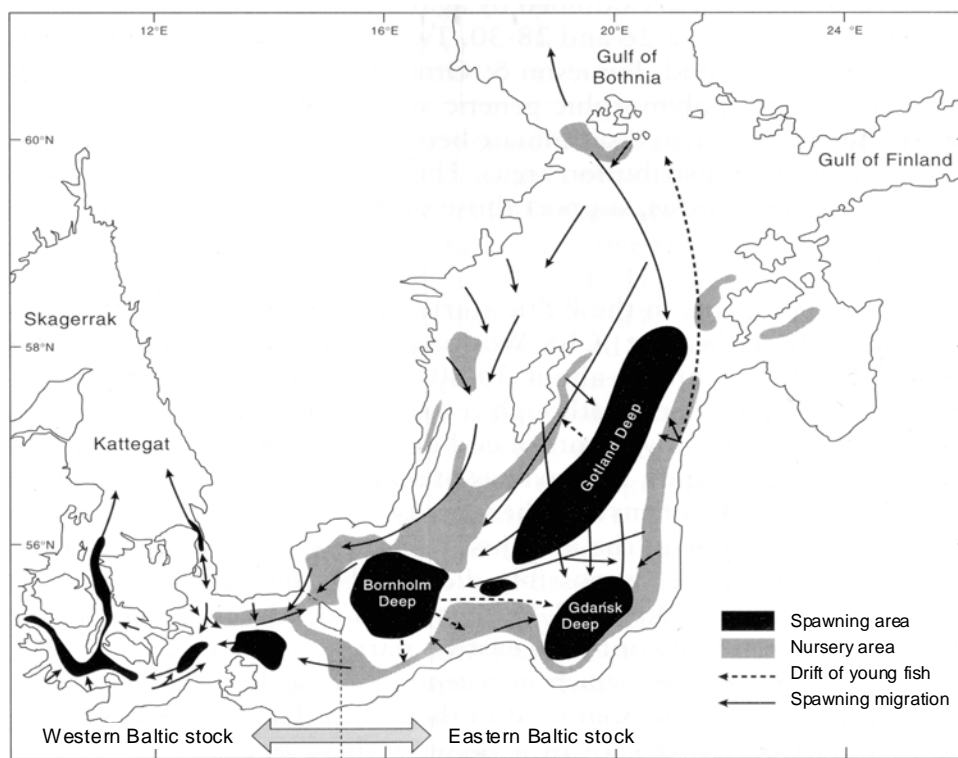 12°E
16°E
20°E
24 °E
Gulf of
Bothnia
60°N
Gulf of Finland
Skagerrak
58°N
Kattegat
Gotland Deep
56°N
Bornholm
Deep
Gdańsk
Deep
Spawning area
Nursery area
Drift of young fish
Spawning migration
Western Baltic stock
Eastern Baltic stock